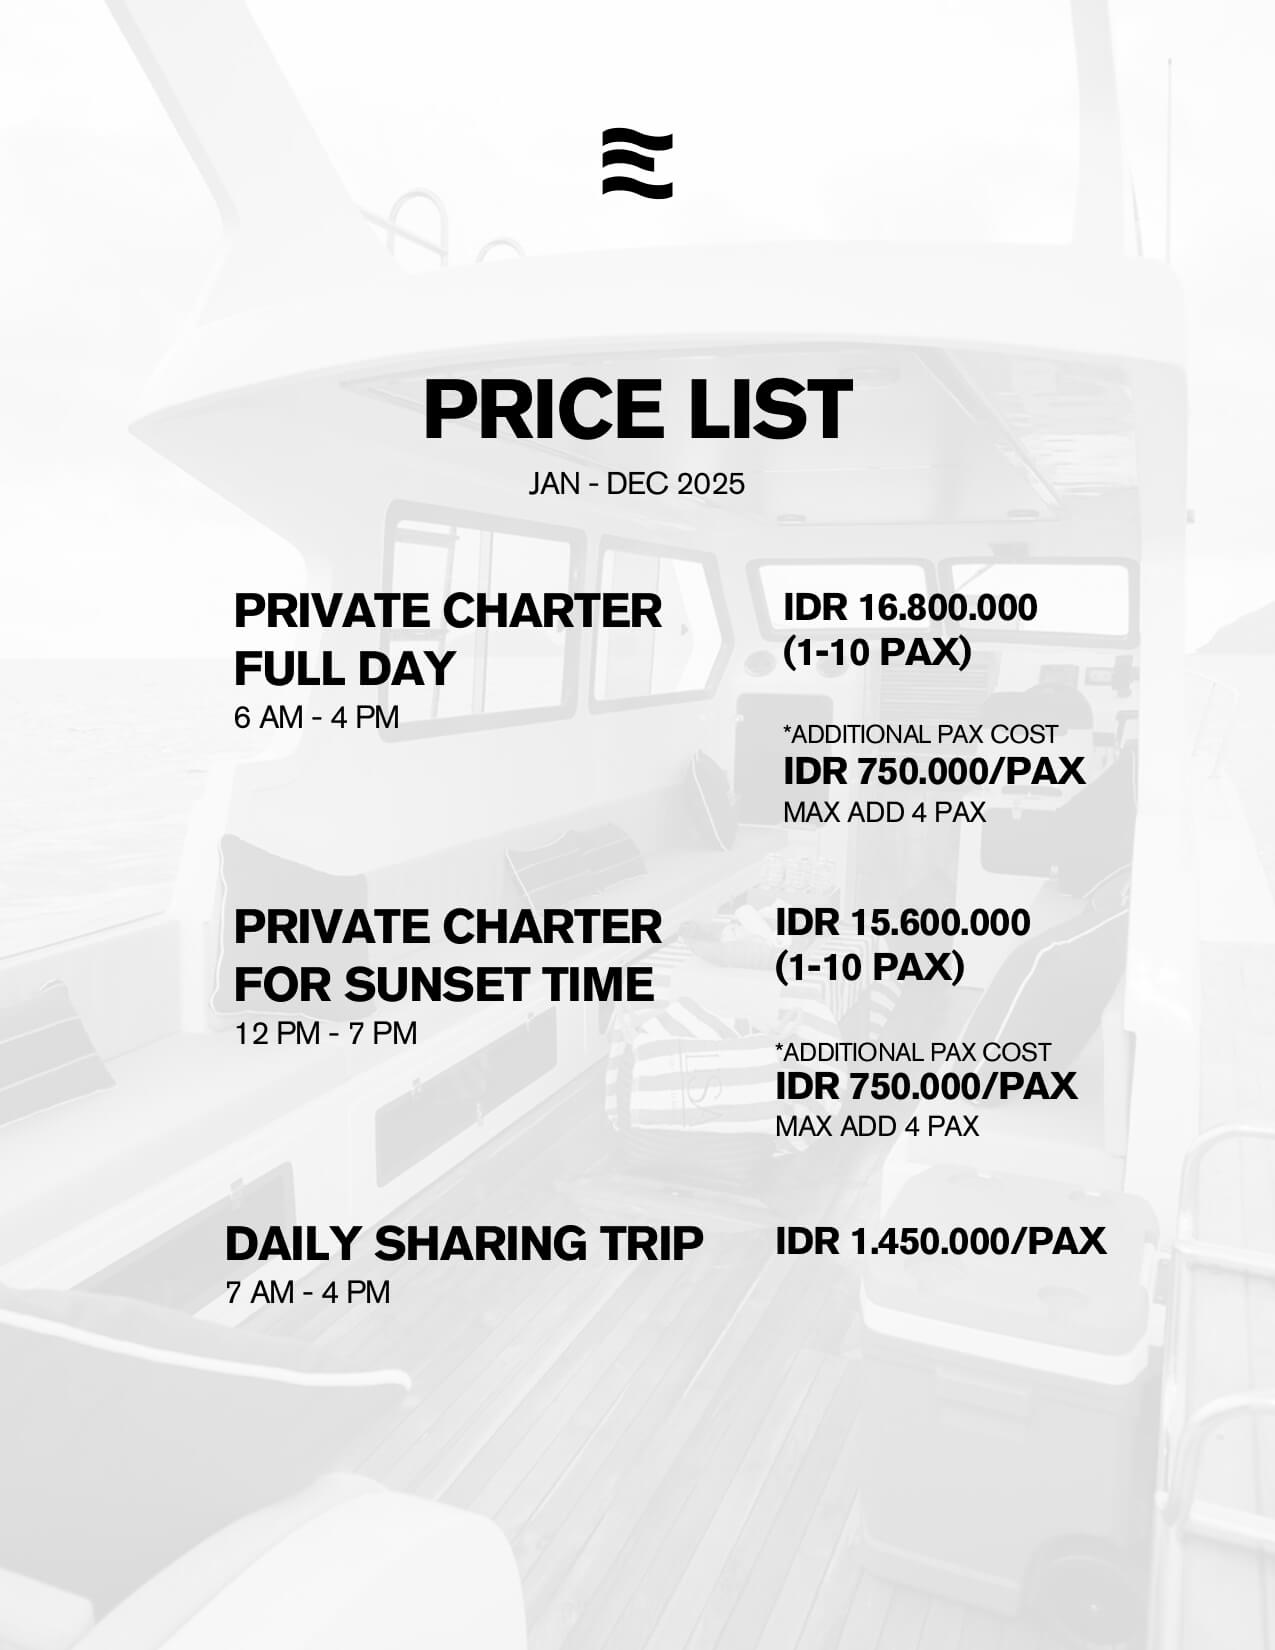 PRICE LIST
JAN - DEC 2025
PRIVATE CHARTER
FULL DAY
6 AM - 4 PM
IDR 16.800.000
(1-10 PAX)
*ADDITIONAL PAX COST
IDR 750.000/PAX
MAX ADD 4 PAX
PRIVATE CHARTER
FOR SUNSET TIME
12 PM - 7 PM
IDR 15.600.000
(1-10 PAX)
*ADDITIONAL PAX COST
IDR 750.000/PAX
MAX ADD 4 PAX
DAILY SHARING TRIP
7 AM - 4 PM
IDR 1.450.000/PAX